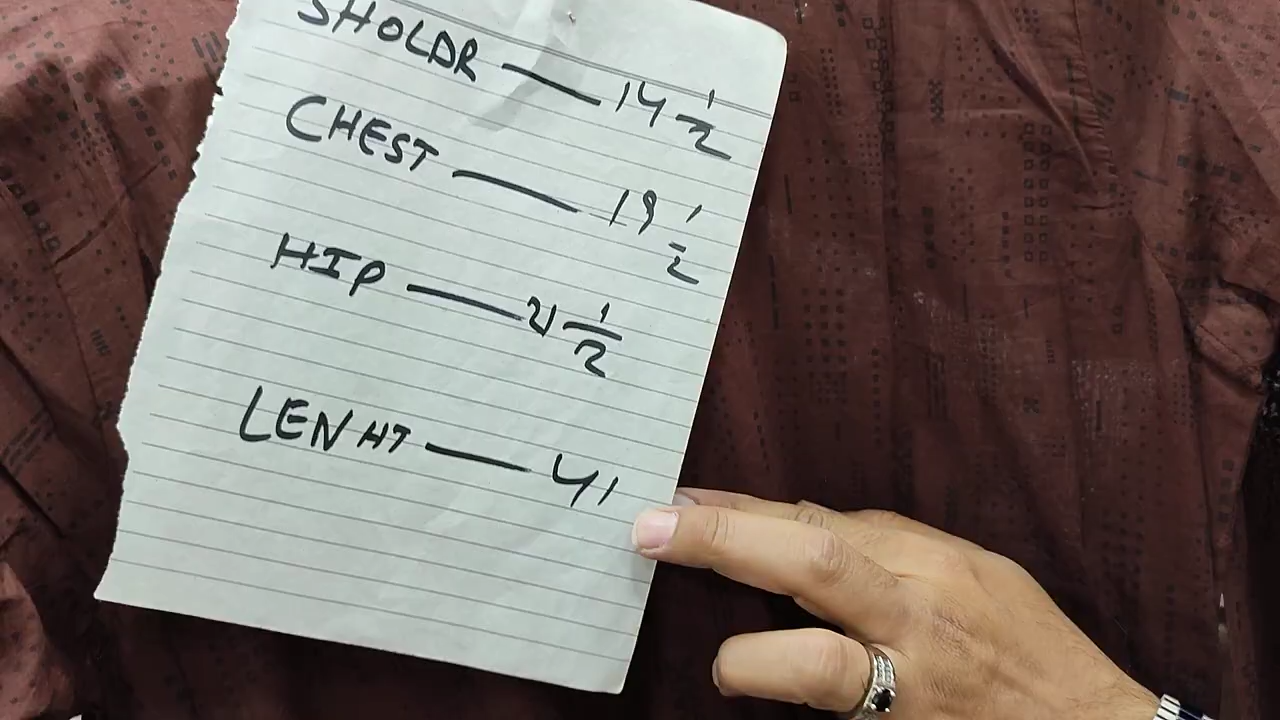 SHOLDR — 14 1/2
CHEST — 19 1/2
HIP — 21 1/2
LENHT — 41